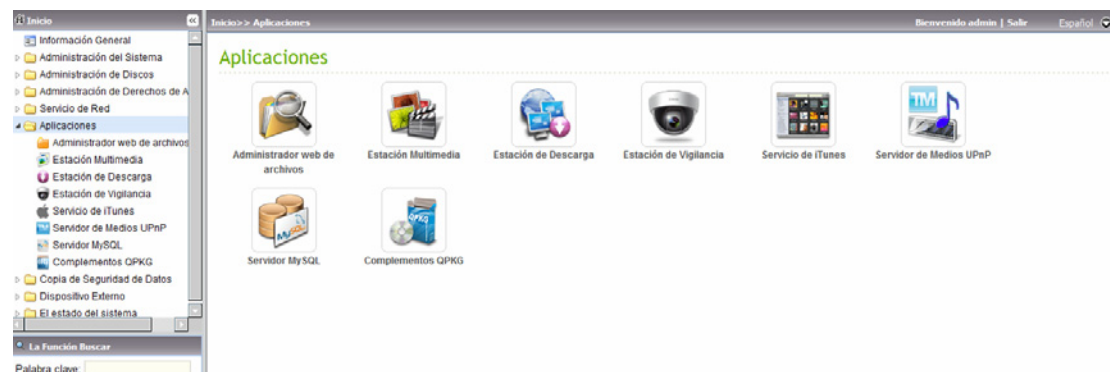 Inicio
Inicio>> Aplicaciones
Bienvenido admin | Salir
Español
Información General
Administración del Sistema
Administración de Discos
Administración de Derechos de A
Servicio de Red
Aplicaciones
Administrador web de archivos
Estación Multimedia
Estación de Descarga
Estación de Vigilancia
Servicio de iTunes
Servidor de Medios UPnP
Servidor MySQL
Complementos QPKG
Copia de Seguridad de Datos
Dispositivo Externo
El estado del sistema
La Función Buscar
Palabra clave:
Aplicaciones
TM
Administrador web de
archivos
Estación Multimedia
Estación de Descarga
Estación de Vigilancia
Servicio de iTunes
Servidor de Medios UPnP
MySQL
QPKG
Servidor MySQL
Complementos QPKG